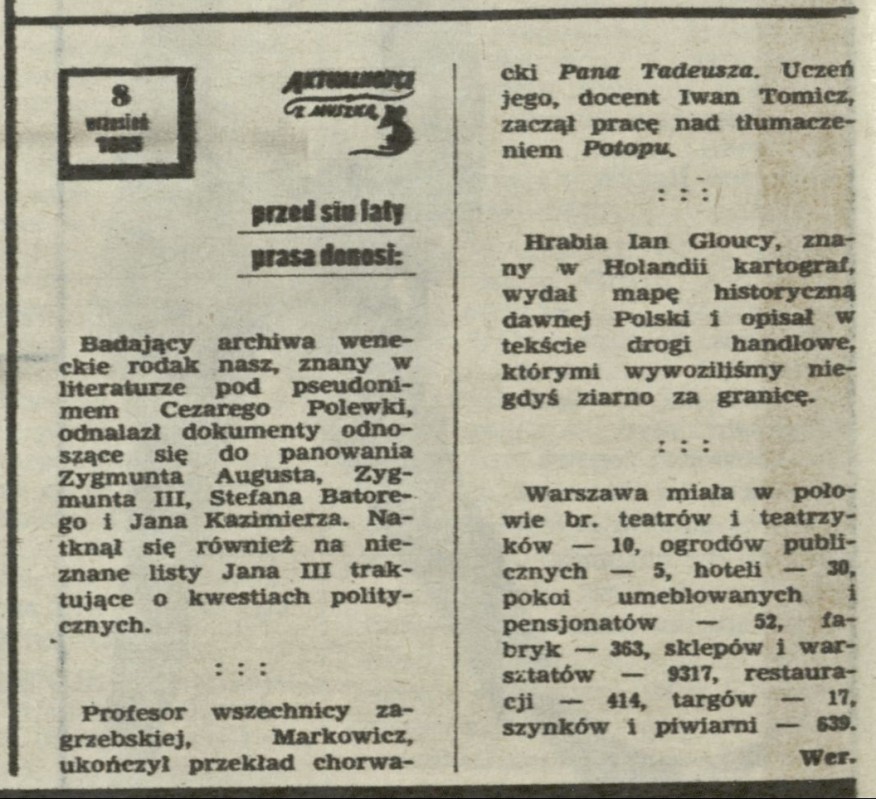 8
wrzesień
1885
AKTUALNOŚCI
Z MYSZKĄ
przed stu laty
prasa donosi:
Badający archiwa wene-
ckie rodak nasz, znany w
literaturze pod pseudoni-
mem Cezarego Polewki,
odnalazł dokumenty odno-
szące się do panowania
Zygmunta Augusta, Zyg-
munta III, Stefana Batore-
go i Jana Kazimierza. Na-
tknął się również na nie-
znane listy Jana III trak-
tujące o kwestiach polity-
cznych.
: : :
Profesor wszechnicy za-
grzebskiej, Markowicz,
ukończył przekład chorwa-
cki Pana Tadeusza. Uczeń
jego, docent Iwan Tomicz,
zaczął pracę nad tłumacze-
niem Potopu.
: : :
Hrabia Ian Gloucy, zna-
ny w Holandii kartograf,
wydał mapę historyczną
dawnej Polski i opisał w
tekście drogi handlowe,
którymi wywoziliśmy nie-
gdyś ziarno za granicę.
: : :
Warszawa miała w poło-
wie br. teatrów i teatrzy-
ków — 10, ogrodów publi-
cznych — 5, hoteli — 30,
pokoi umeblowanych i
pensjonatów — 52, fa-
bryk — 363, sklepów i war-
sztatów — 9317, restaura-
cji — 414, targów — 17,
szynków i piwiarni — 639.
Wer.